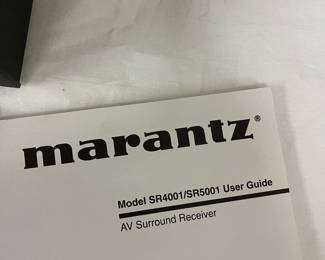 marantz®
Model SR4001/SR5001 User Guide
AV Surround Receiver